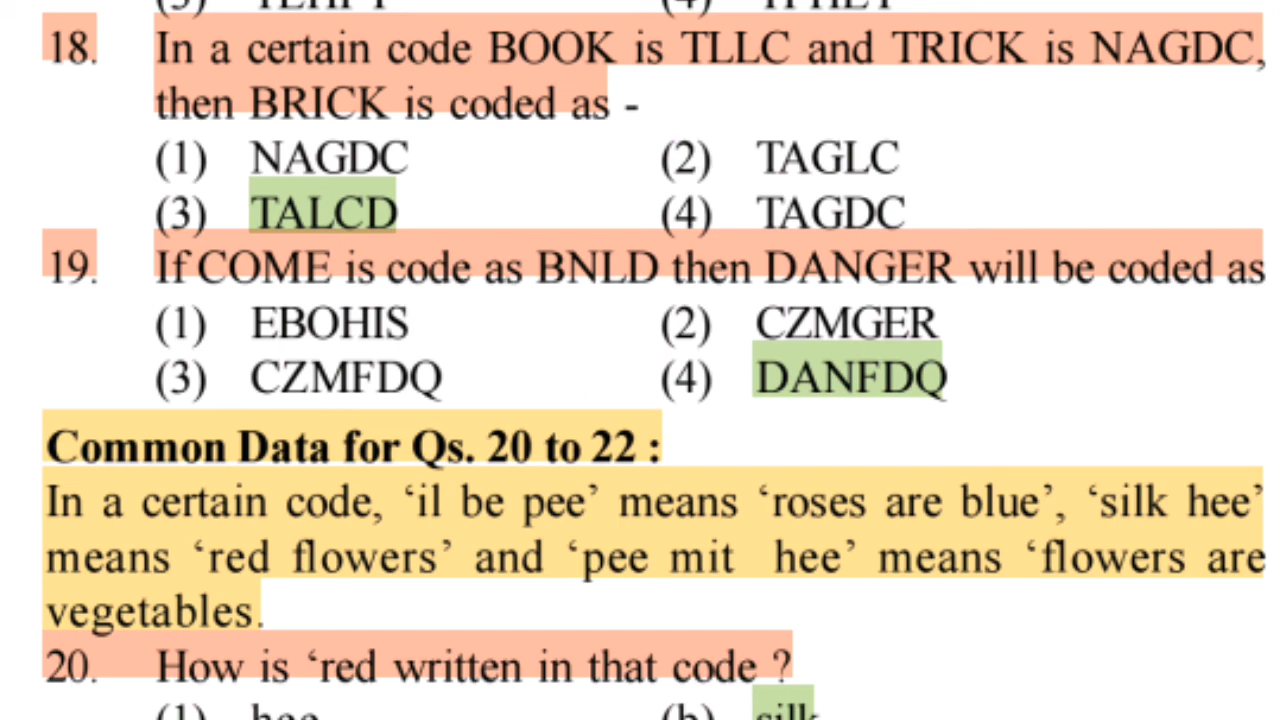 18. In a certain code BOOK is TLLC and TRICK is NAGDC,
then BRICK is coded as -
(1) NAGDC (2) TAGLC
(3) TALCD (4) TAGDC
19. If COME is code as BNLD then DANGER will be coded as
(1) EBOHIS (2) CZMGER
(3) CZMFDQ (4) DANFDQ
Common Data for Qs. 20 to 22 :
In a certain code, ‘il be pee’ means ‘roses are blue’, ‘silk hee’
means ‘red flowers’ and ‘pee mit hee’ means ‘flowers are
vegetables.
20. How is ‘red written in that code ?
(1) hee (b) silk